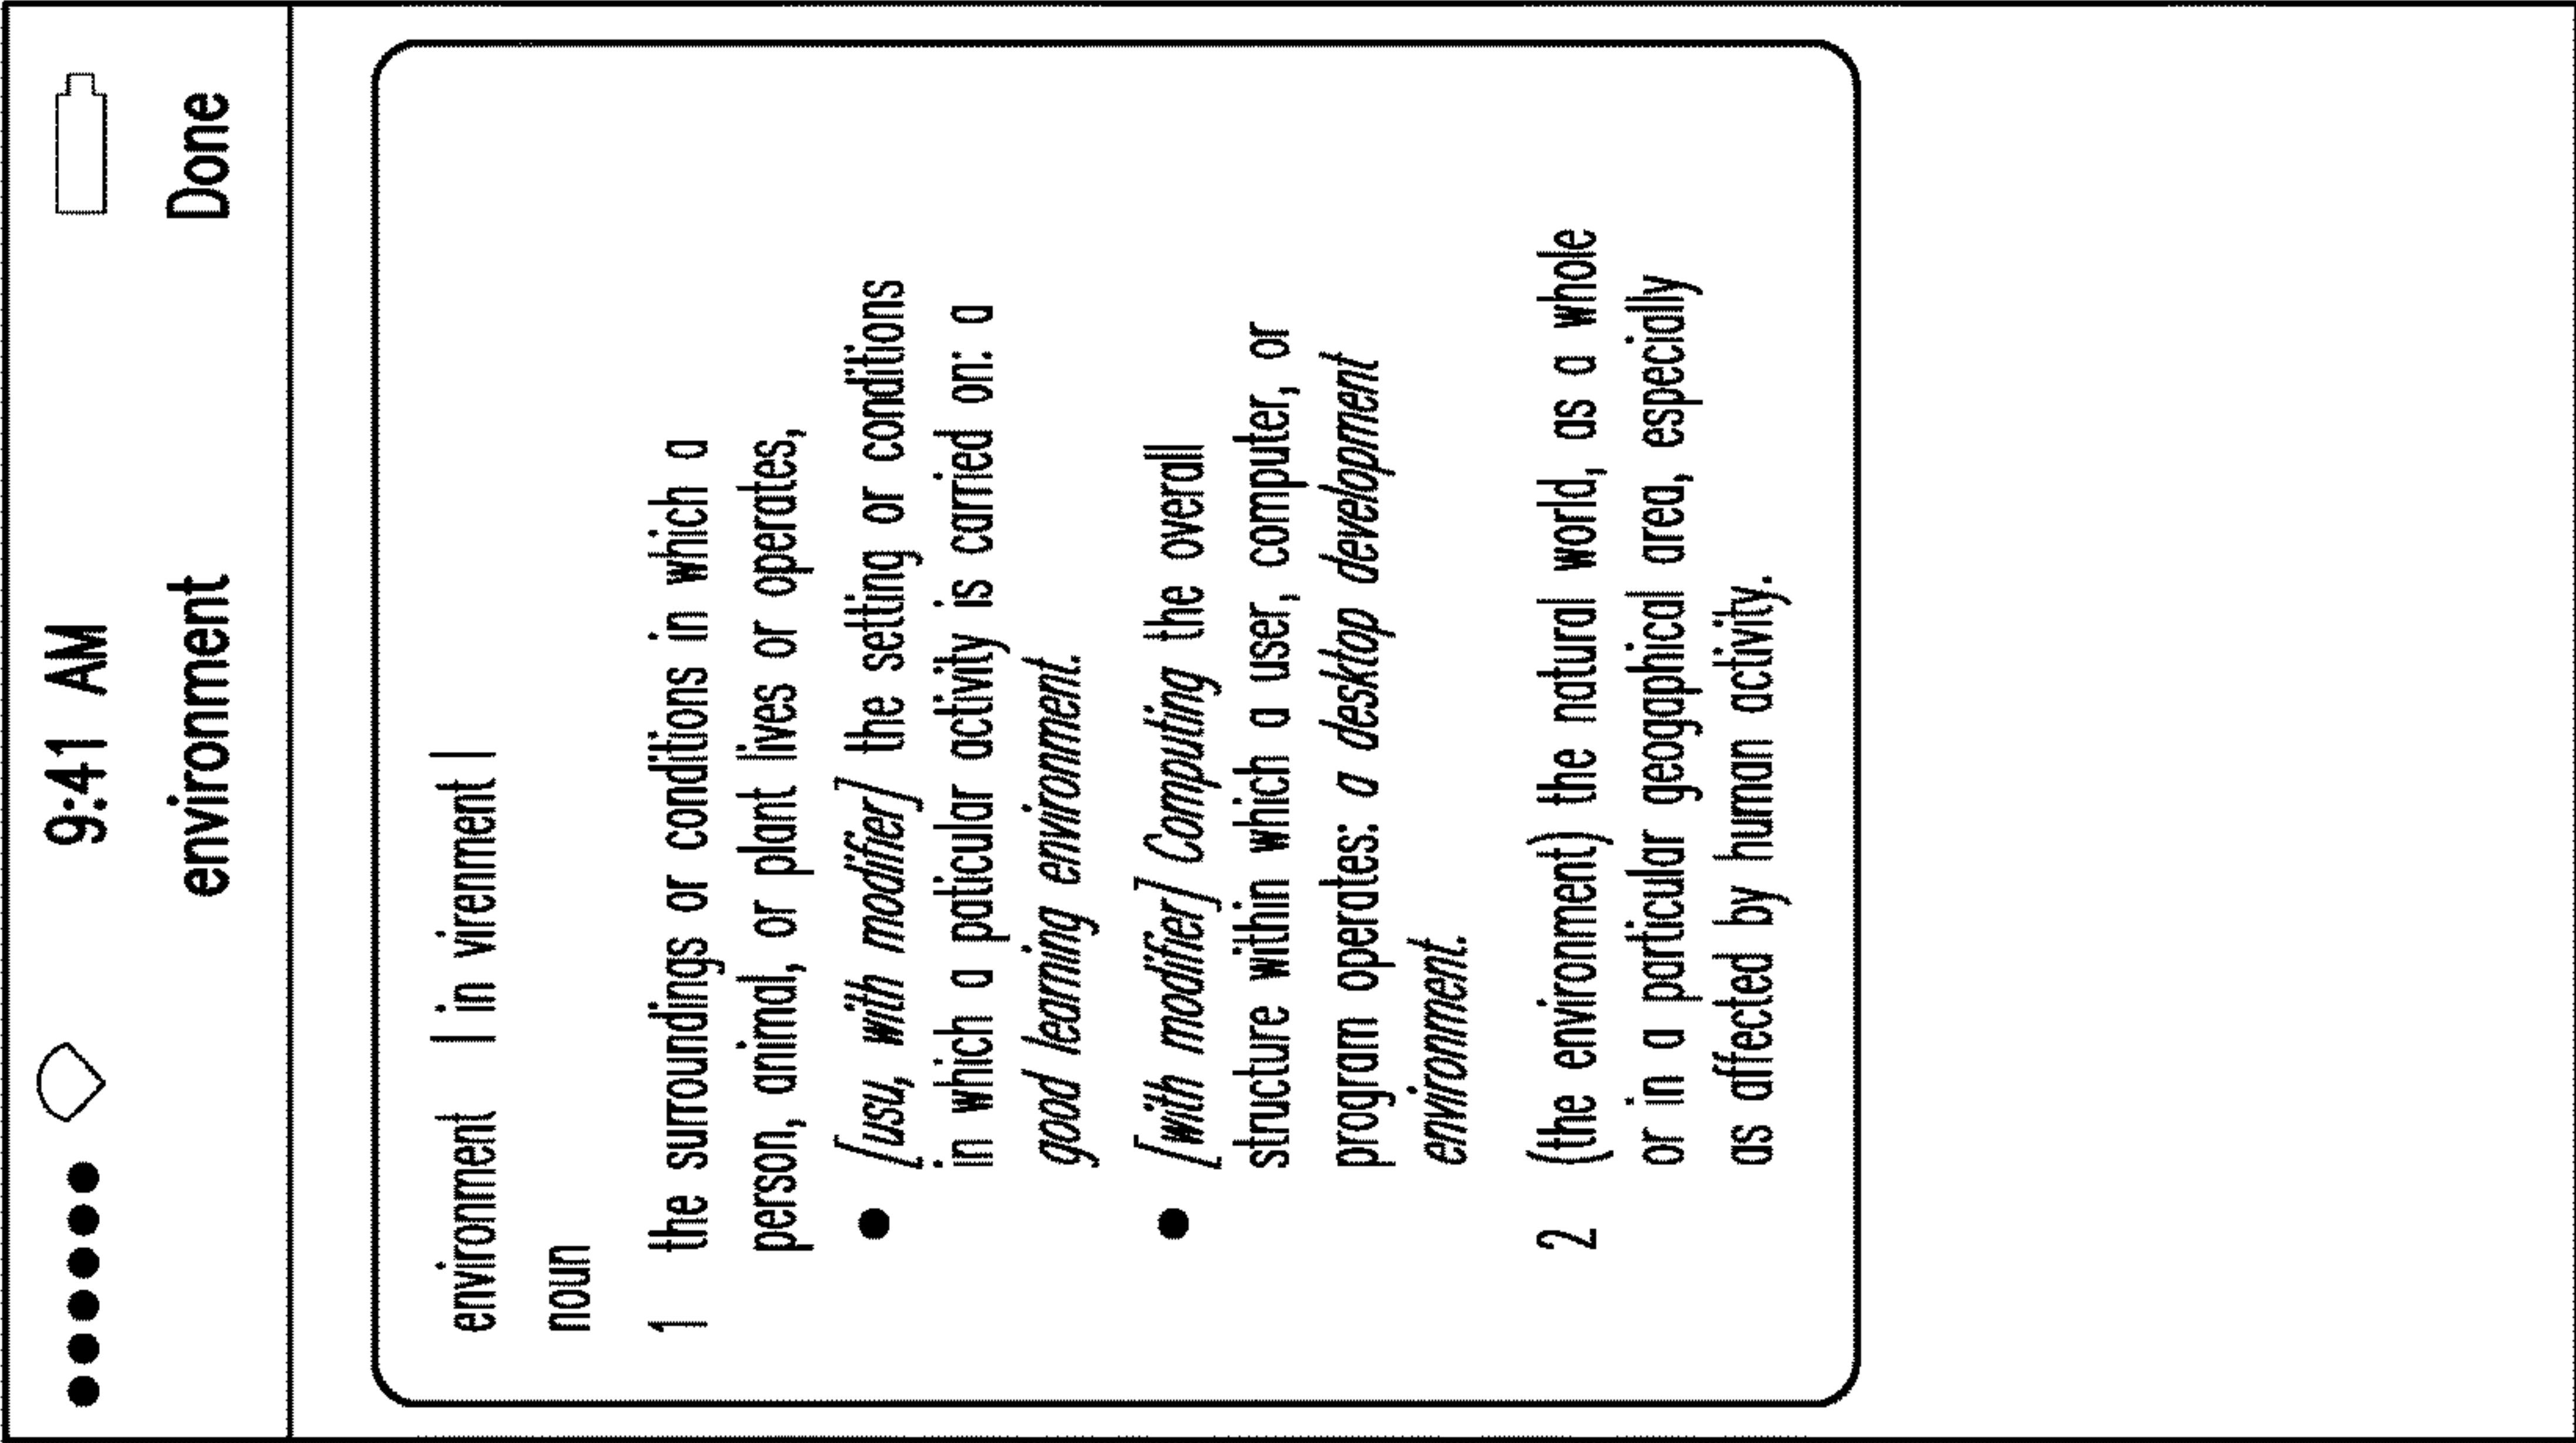 9:41 AM
environment Done
environment | in virenment |
noun
1 the surroundings or conditions in which a
person, animal, or plant lives or operates,
● [usu, with modifier] the setting or conditions
in which a paticular activity is carried on: a
good learning environment.
● [with modifier] Computing the overall
structure within which a user, computer, or
program operates: a desktop development
environment.
2 (the environment) the natural world, as a whole
or in a particular geogaphical area, especially
as affected by human activity.